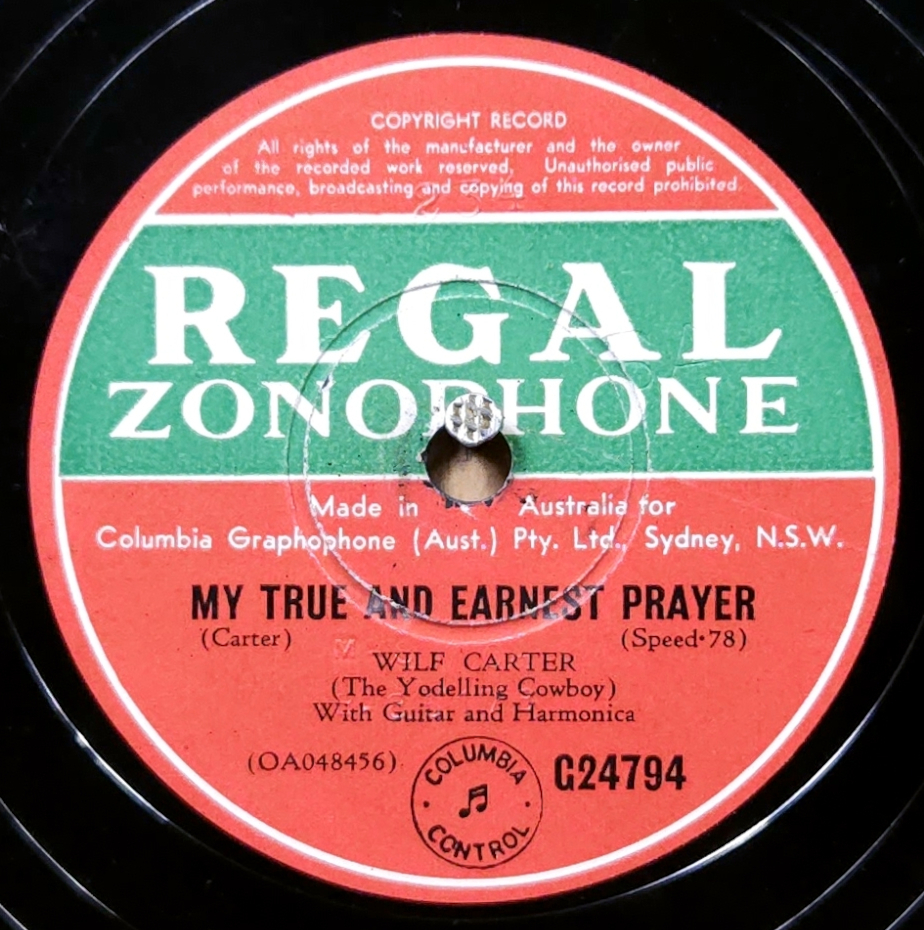 COPYRIGHT RECORD
All rights of the manufacturer and the owner
of the recorded work reserved. Unauthorised public
performance, broadcasting and copying of this record prohibited.
REGAL
ZONOPHONE
Made in Australia for
Columbia Graphophone (Aust.) Pty. Ltd., Sydney, N.S.W.
MY TRUE AND EARNEST PRAYER
(Carter) (Speed·78)
WILF CARTER
(The Yodelling Cowboy)
With Guitar and Harmonica
(OA048456)
COLUMBIA
CONTROL
G24794